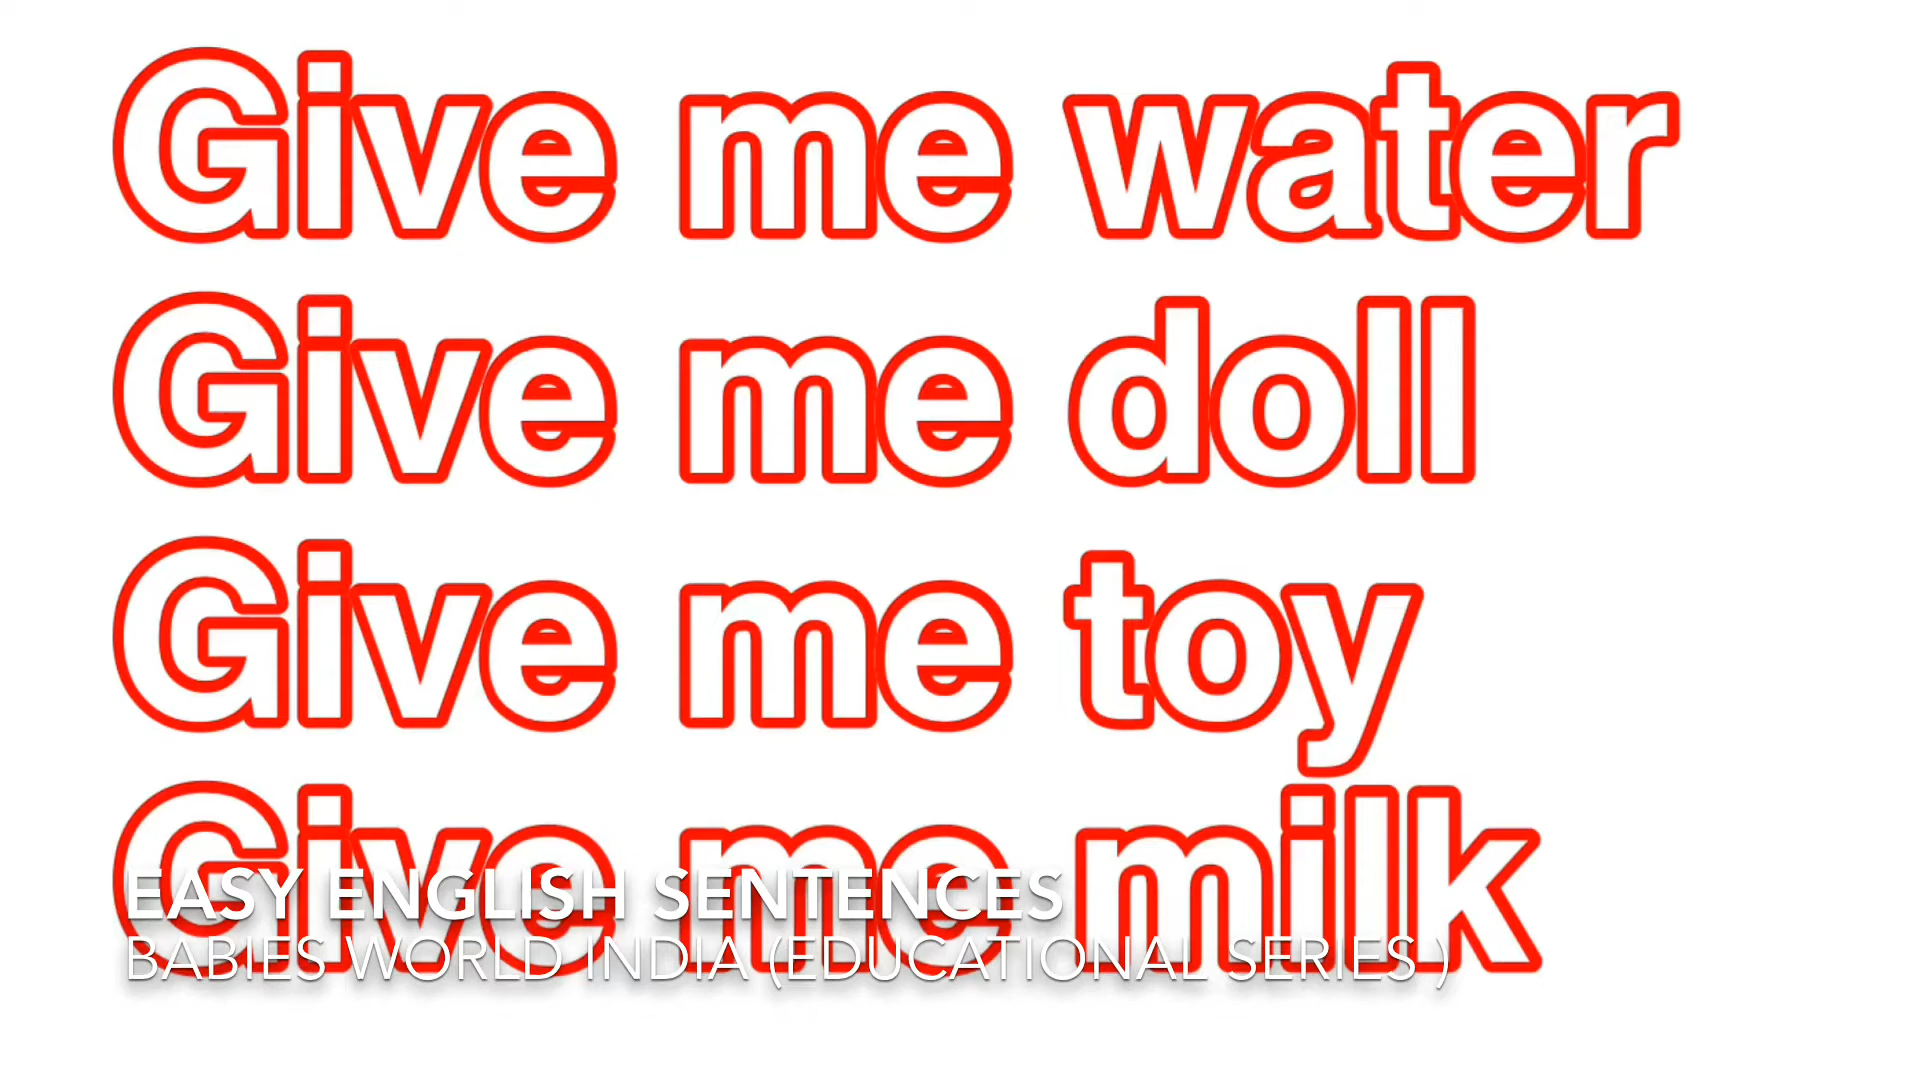 Give me water
Give me doll
Give me toy
Give me milk
EASY ENGLISH SENTENCES
BABIES WORLD INDIA (EDUCATIONAL SERIES )